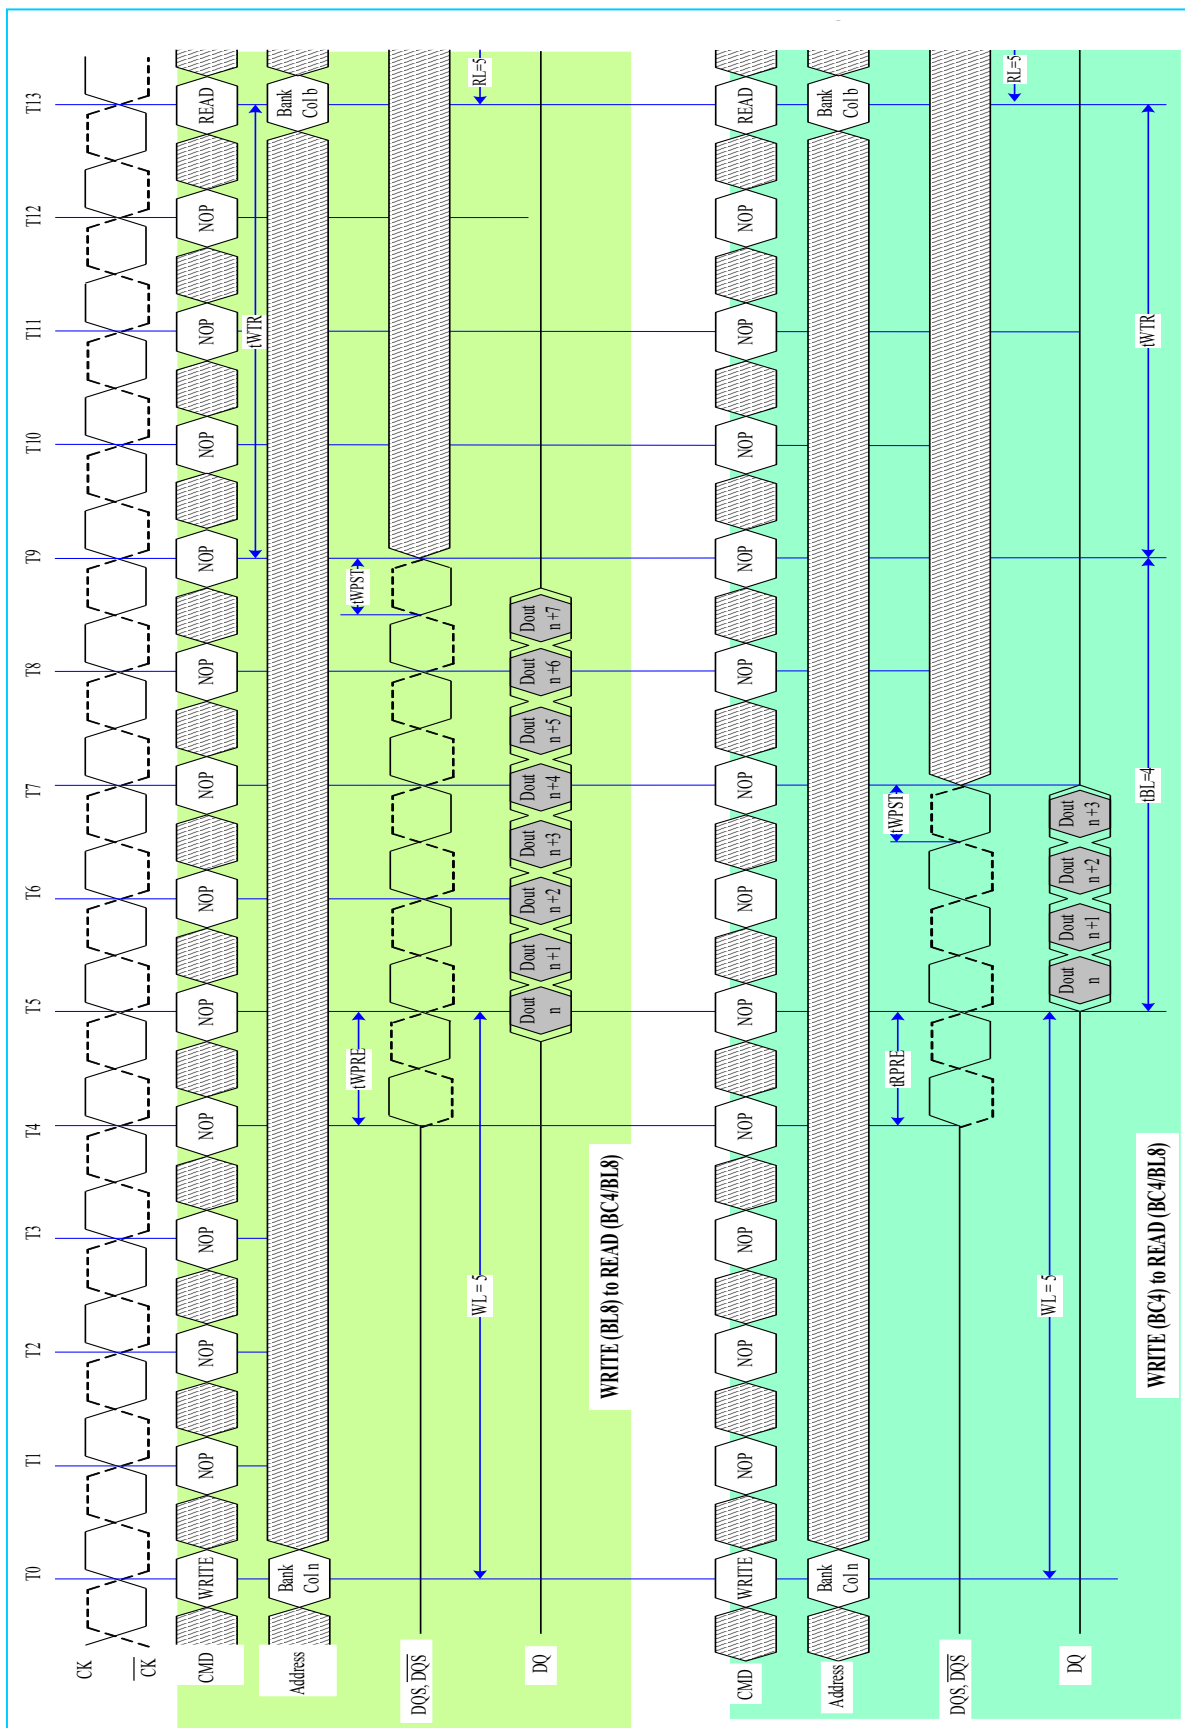 T0 T1 T2 T3 T4 T5 T6 T7 T8 T9 T10 T11 T12 T13
CK
CK
CMD WRITE NOP NOP NOP NOP NOP NOP NOP NOP NOP NOP NOP NOP READ
tWTR
Address Bank Col n Bank Col b
tWPRE tWPST
DQS, DQS
WL = 5 RL=5
DQ Dout n Dout n+1 Dout n+2 Dout n+3 Dout n+4 Dout n+5 Dout n+6 Dout n+7
WRITE (BL8) to READ (BC4/BL8)
CMD WRITE NOP NOP NOP NOP NOP NOP NOP NOP NOP NOP NOP NOP READ
Address Bank Col n Bank Col b
tRPRE tWPST
DQS, DQS
WL = 5 RL=5
DQ Dout n Dout n+1 Dout n+2 Dout n+3
tBL=4 tWTR
WRITE (BC4) to READ (BC4/BL8)